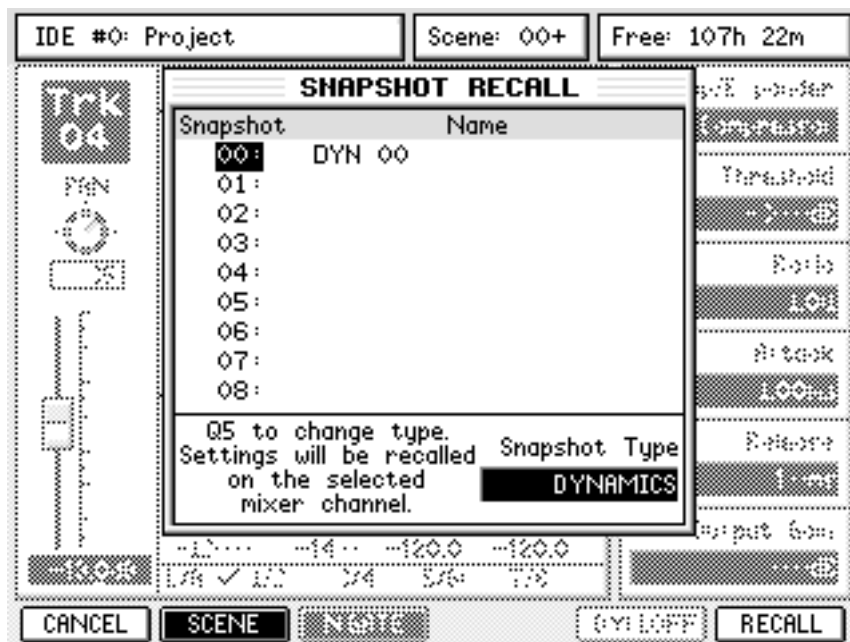 IDE #0: Project
Scene: 00+
Free: 107h 22m
SNAPSHOT RECALL
Trk
04
PAN
Snapshot Name
00: DYN 00
01:
02:
03:
04:
05:
06:
07:
08:
Q5 to change type.
Settings will be recalled
on the selected
mixer channel.
Snapshot Type
DYNAMICS
Compressor
Threshold
Ratio
Attack
Release
-14
-120.0 -120.0
CANCEL
SCENE
RECALL